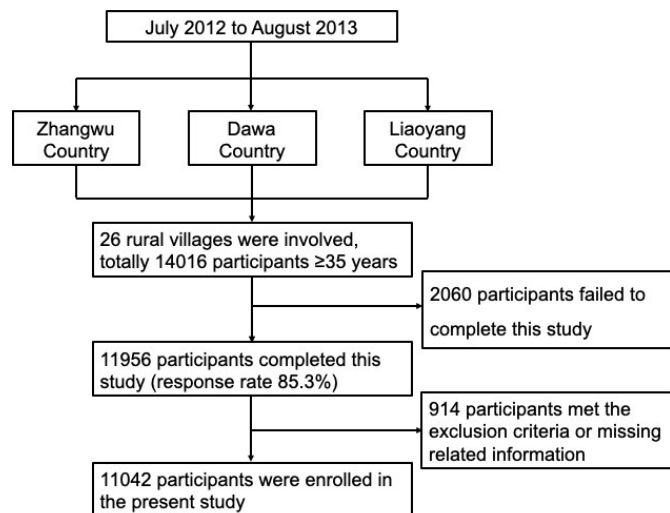 July 2012 to August 2013
Zhangwu
Country
Dawa
Country
Liaoyang
Country
26 rural villages were involved,
totally 14016 participants ≥35 years
2060 participants failed to
complete this study
11956 participants completed this
study (response rate 85.3%)
914 participants met the
exclusion criteria or missing
related information
11042 participants were enrolled in
the present study